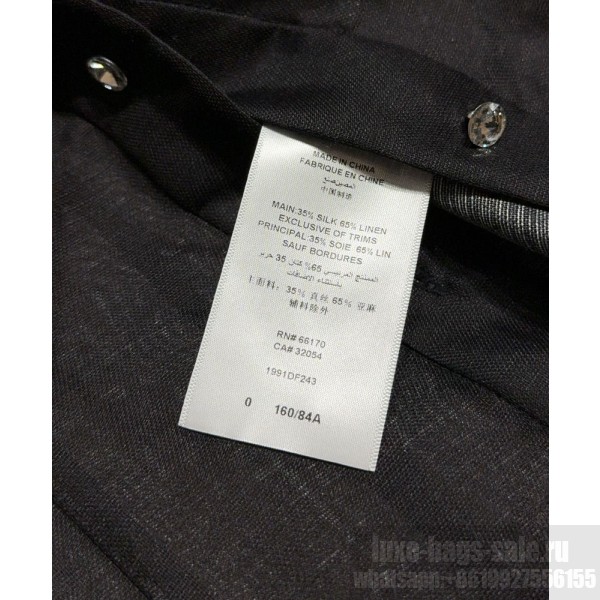 MADE IN CHINA
FABRIQUE EN CHINE
中国制造
MAIN:35% SILK 65% LINEN
EXCLUSIVE OF TRIMS
PRINCIPAL:35% SOIE 65% LIN
SAUF BORDURES
باستثناء الإضافات
主面料: 35% 真丝 65% 亚麻
辅料除外
RN# 66170
CA# 32054
1991DF243
0 160/84A
luxe-bags-sale.ru
whatsapp:+8619927556155